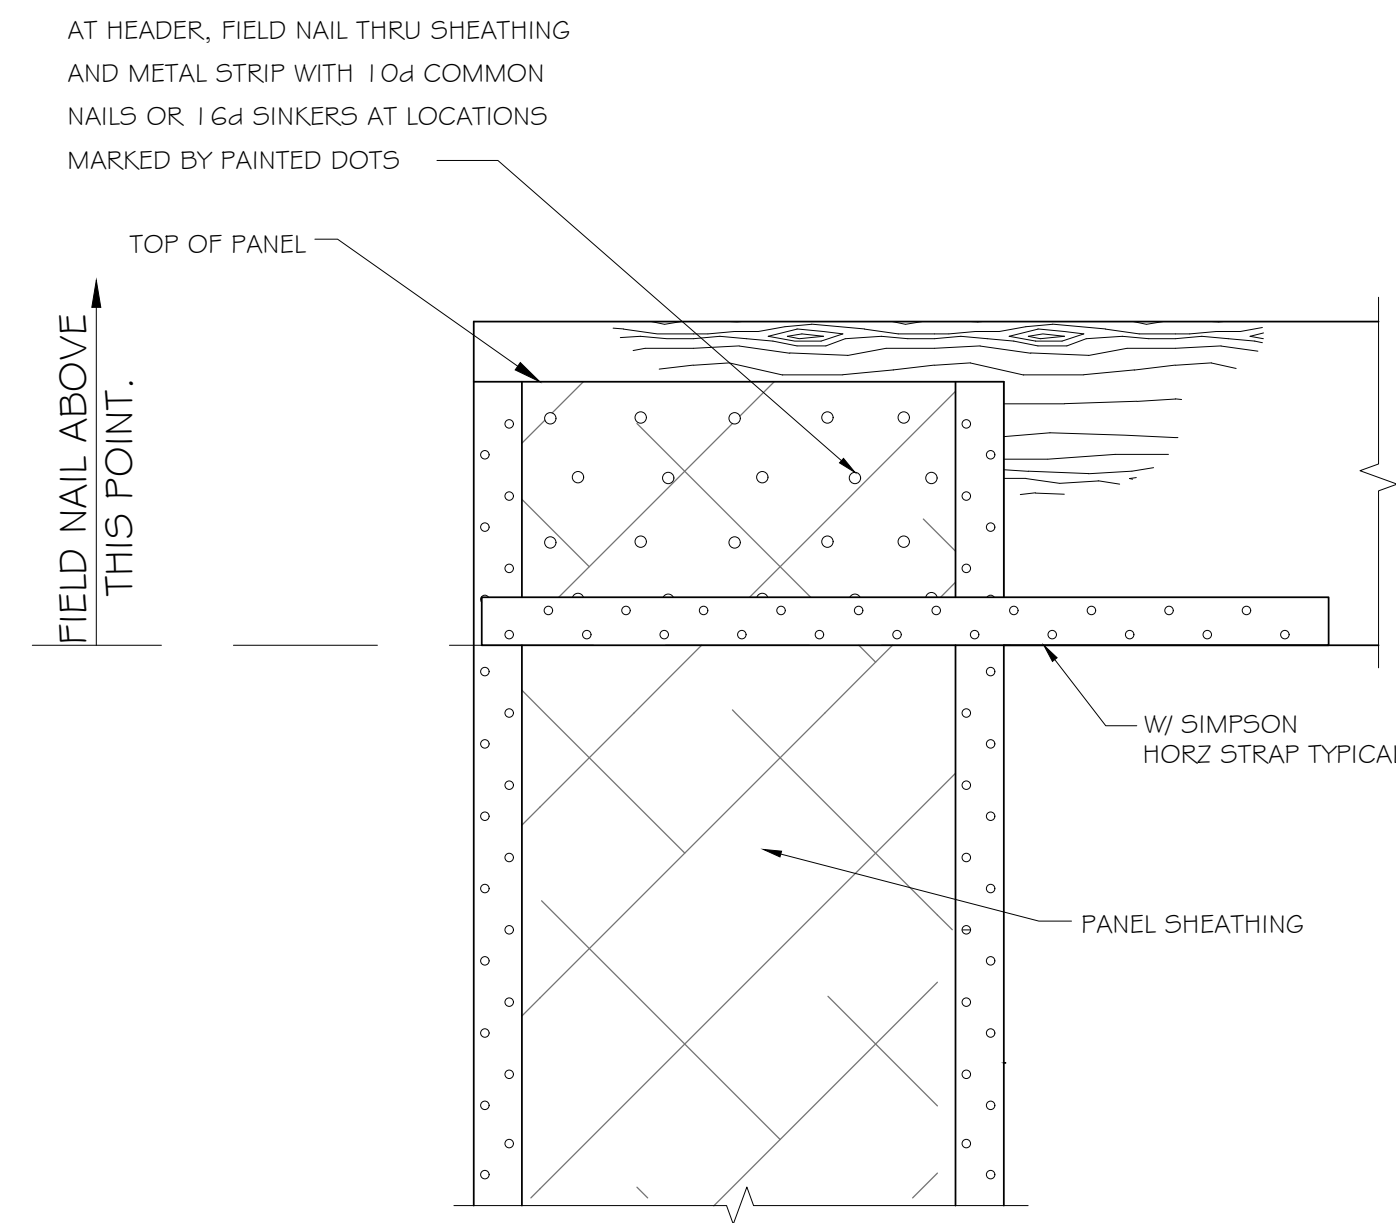 AT HEADER, FIELD NAIL THRU SHEATHING
AND METAL STRIP WITH 10d COMMON
NAILS OR 16d SINKERS AT LOCATIONS
MARKED BY PAINTED DOTS
TOP OF PANEL
FIELD NAIL ABOVE
THIS POINT.
W/ SIMPSON
HORZ STRAP TYPICAL
PANEL SHEATHING